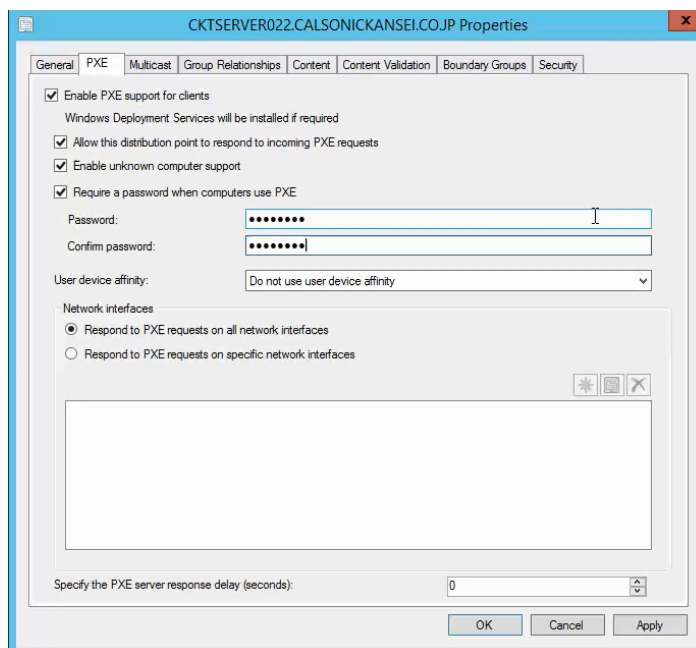 CKTSERVER022.CALSONICKANSEI.CO.JP Properties
x
General PXE Multicast Group Relationships Content Content Validation Boundary Groups Security
Enable PXE support for clients
Windows Deployment Services will be installed if required
Allow this distribution point to respond to incoming PXE requests
Enable unknown computer support
Require a password when computers use PXE
Password: ●●●●●●●●
Confirm password: ●●●●●●●●
User device affinity: Do not use user device affinity
Network interfaces
Respond to PXE requests on all network interfaces
Respond to PXE requests on specific network interfaces
Specify the PXE server response delay (seconds): 0
OK Cancel Apply